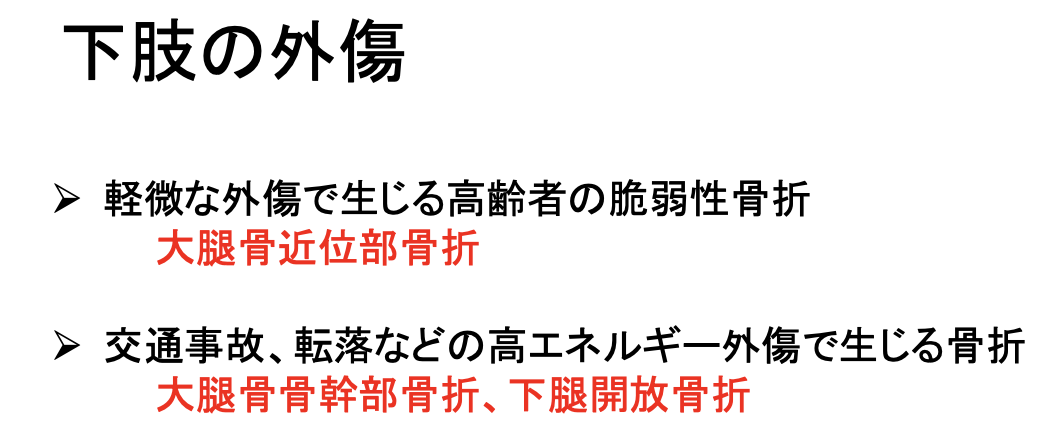 下肢の外傷
➢ 軽微な外傷で生じる高齢者の脆弱性骨折
大腿骨近位部骨折
➢ 交通事故、転落などの高エネルギー外傷で生じる骨折
大腿骨骨幹部骨折、下腿開放骨折